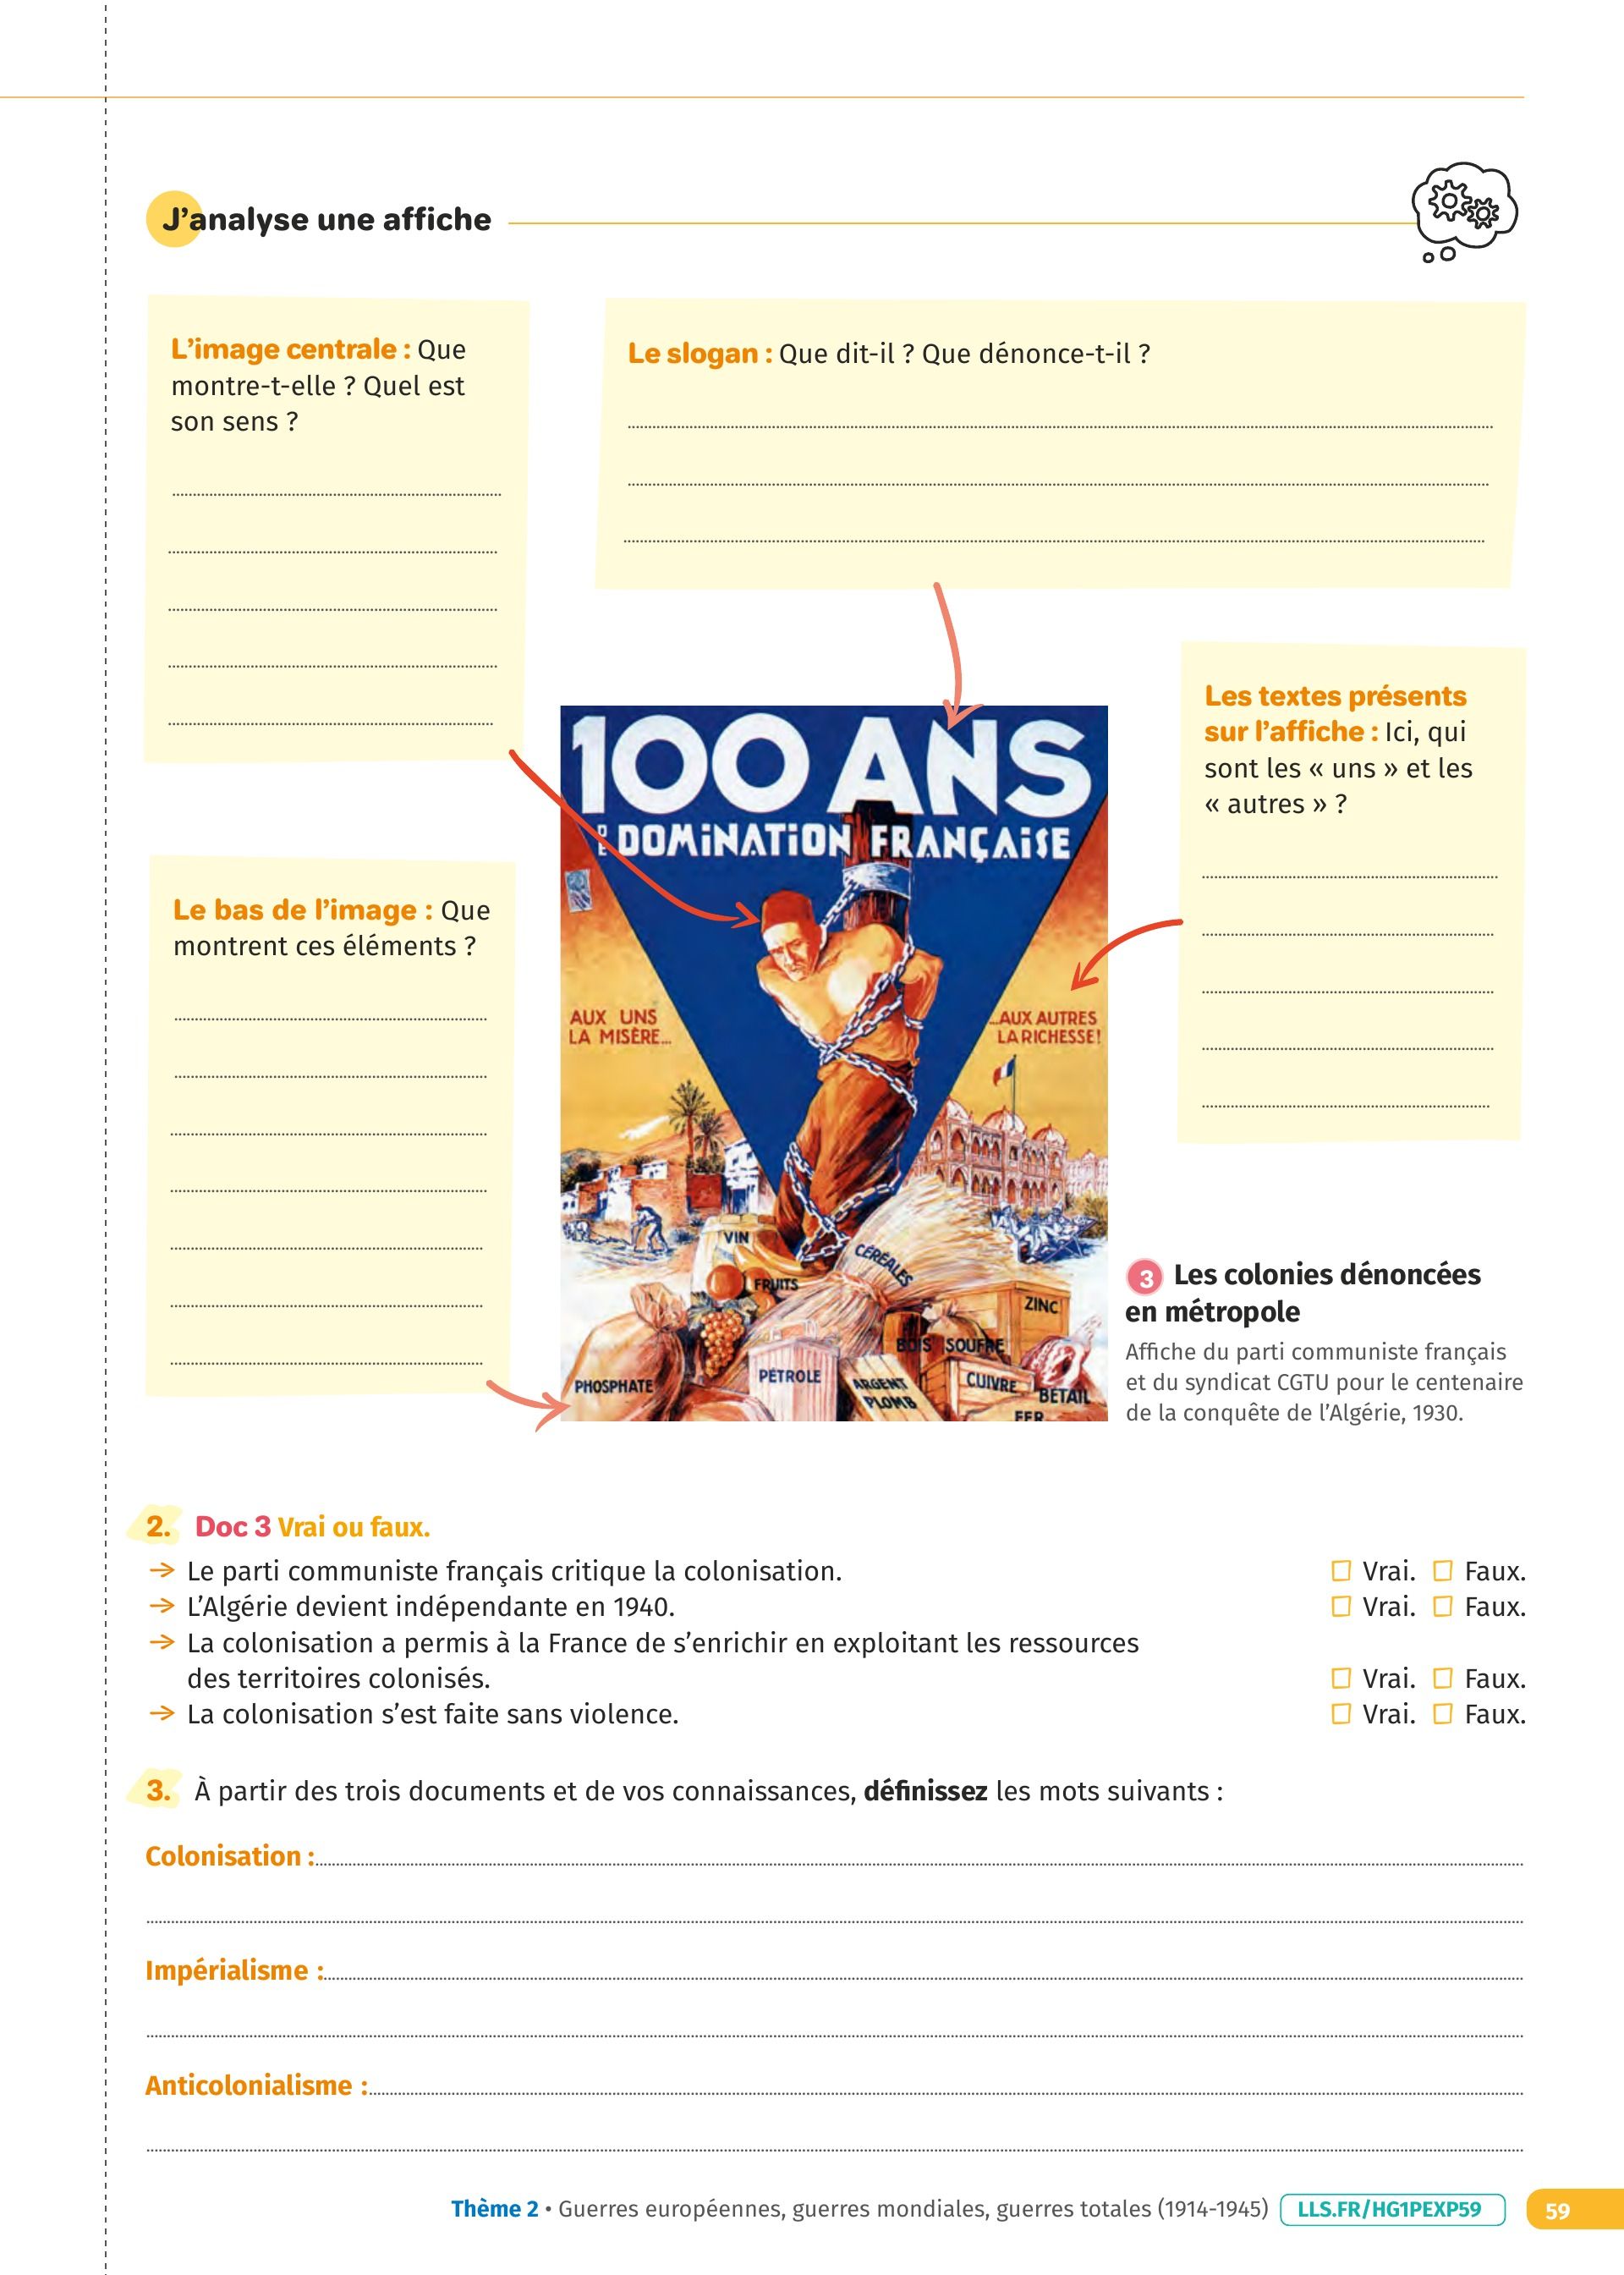 J'analyse une affiche
L'image centrale : Que
montre-t-elle ? Quel est
son sens ?
Le slogan : Que dit-il ? Que dénonce-t-il ?
Les textes présents
sur l'affiche : Ici, qui
sont les « uns » et les
« autres » ?
Le bas de l'image : Que
montrent ces éléments ?
100 ANS
DE DOMINATION FRANÇAISE
AUX UNS
LA MISÈRE...
...AUX AUTRES
LA RICHESSE!
VIN
CÉRÉALES
FRUITS
ZINC
BOIS SOUFRE
PHOSPHATE
PÉTROLE
ARGENT
PLOMB
CUIVRE
BÉTAIL
FER
3 Les colonies dénoncées
en métropole
Affiche du parti communiste français
et du syndicat CGTU pour le centenaire
de la conquête de l'Algérie, 1930.
2. Doc 3 Vrai ou faux.
→ Le parti communiste français critique la colonisation. Vrai. Faux.
→ L'Algérie devient indépendante en 1940. Vrai. Faux.
→ La colonisation a permis à la France de s'enrichir en exploitant les ressources
des territoires colonisés. Vrai. Faux.
→ La colonisation s'est faite sans violence. Vrai. Faux.
3. À partir des trois documents et de vos connaissances, définissez les mots suivants :
Colonisation :
Impérialisme :
Anticolonialisme :
Thème 2 • Guerres européennes, guerres mondiales, guerres totales (1914-1945) LLS.FR/HG1PEXP59 59